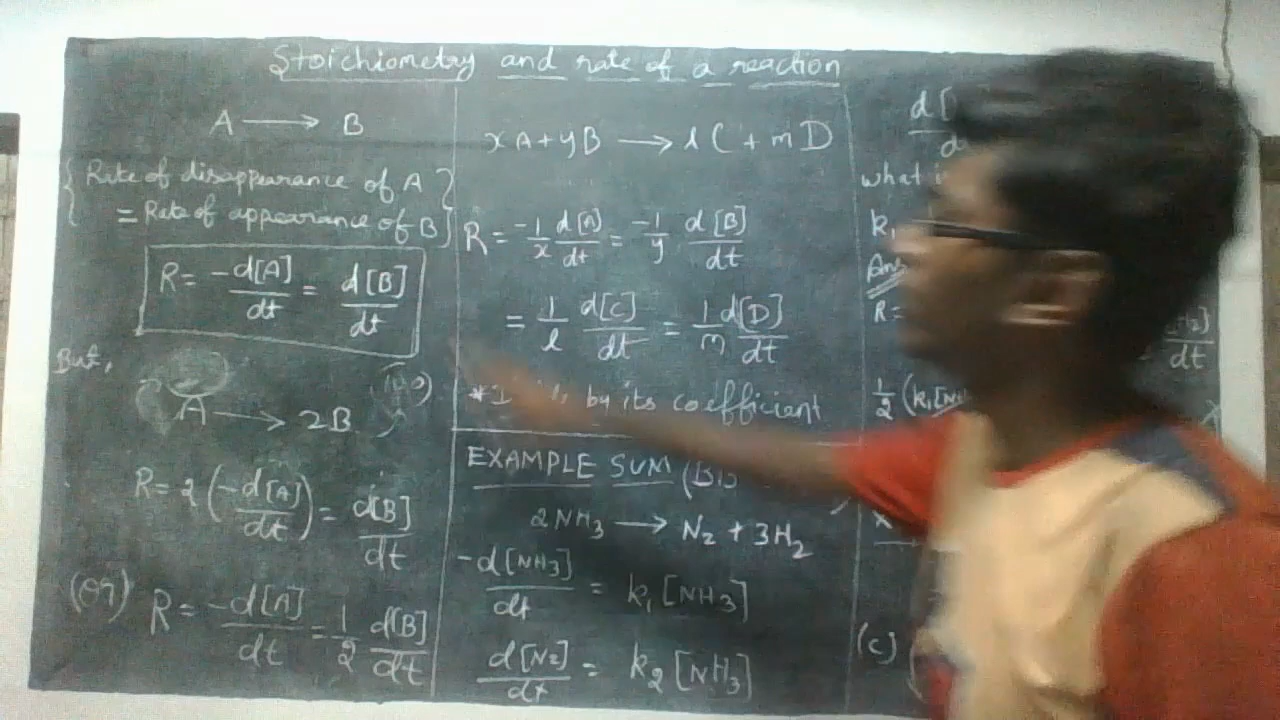 Stoichiometry and rate of a reaction
A ⟶ B
{ Rate of disappearance of A }
{ = Rate of appearance of B }
R = -d[A]/dt = d[B]/dt
But,
A ⟶ 2B
R = 2(-d[A]/dt) = d[B]/dt
(or) R = -d[A]/dt = 1/2 d[B]/dt
xA + yB ⟶ lC + mD
R = -1/x d[A]/dt = -1/y d[B]/dt
= 1/l d[C]/dt = 1/m d[D]/dt
* by its coefficient
EXAMPLE SUM
2NH₃ ⟶ N₂ + 3H₂
-d[NH₃]/dt = k₁[NH₃]
d[N₂]/dt = k₂[NH₃]
d[
what
k₁
Ans
R = [H₂]/dt
1/2 (k₁[NH₃
x
(c)